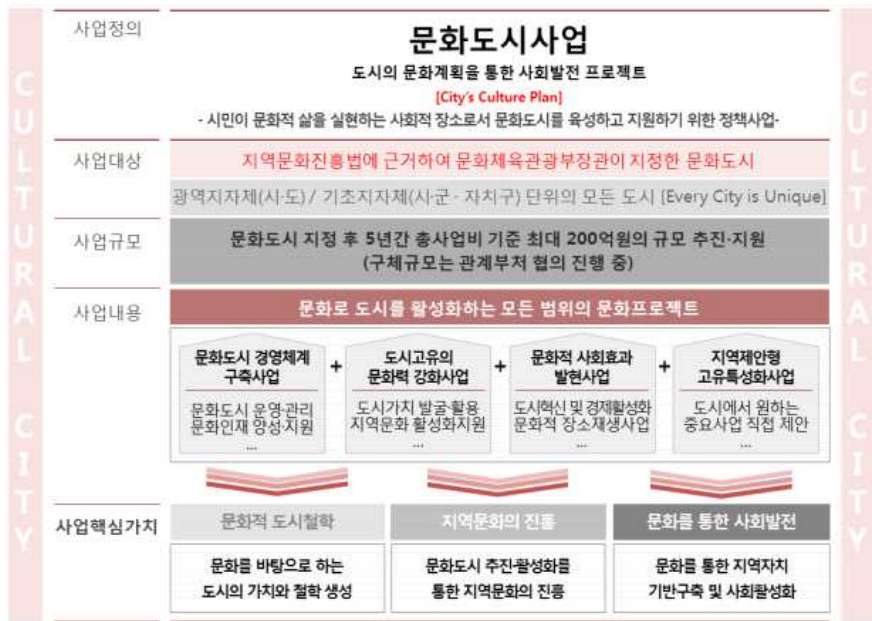 CULTURAL CITY
사업정의
문화도시사업
도시의 문화계획을 통한 사회발전 프로젝트
[City's Culture Plan]
- 시민이 문화적 삶을 실현하는 사회적 장소로서 문화도시를 육성하고 지원하기 위한 정책사업-
사업대상
지역문화진흥법에 근거하여 문화체육관광부장관이 지정한 문화도시
광역지자체(시·도) / 기초지자체(시·군 · 자치구) 단위의 모든 도시 [Every City is Unique]
사업규모
문화도시 지정 후 5년간 총사업비 기준 최대 200억원의 규모 추진·지원
(구체규모는 관계부처 협의 진행 중)
사업내용
문화로 도시를 활성화하는 모든 범위의 문화프로젝트
문화도시 경영체계
구축사업
문화도시 운영·관리
문화인재 양성·지원
...
+
도시고유의
문화력 강화사업
도시가치 발굴·활용
지역문화 활성화지원
...
+
문화적 사회효과
발현사업
도시혁신 및 경제활성화
문화적 장소재생사업
...
+
지역제안형
고유특성화사업
도시에서 원하는
중요사업 직접 제안
...
사업핵심가치
문화적 도시철학
문화를 바탕으로 하는
도시의 가치와 철학 생성
지역문화의 진흥
문화도시 추진·활성화를
통한 지역문화의 진흥
문화를 통한 사회발전
문화를 통한 지역자치
기반구축 및 사회활성화
CULTURAL CITY